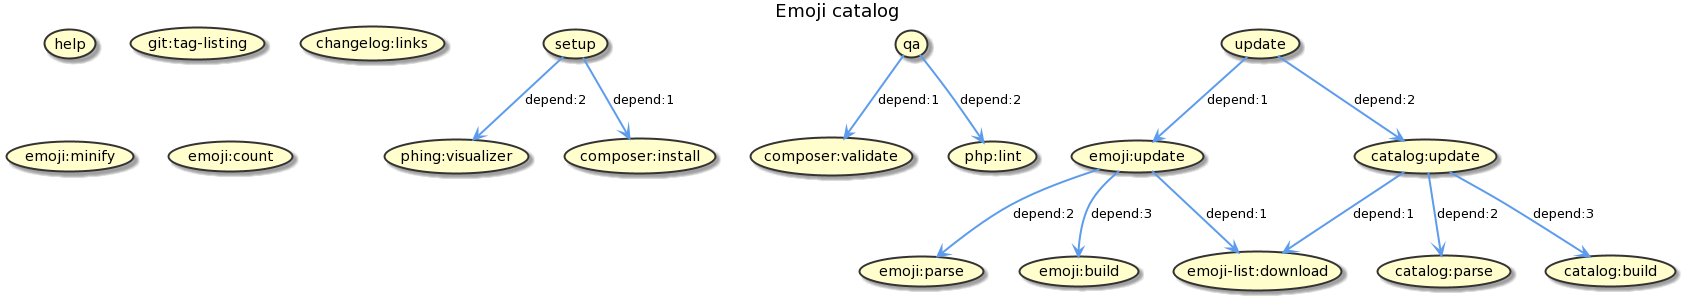 Emoji catalog
help
git:tag-listing
changelog:links
setup
qa
update
depend:2
depend:1
depend:1
depend:2
depend:1
depend:2
emoji:minify
emoji:count
phing:visualizer
composer:install
composer:validate
php:lint
emoji:update
catalog:update
depend:2
depend:3
depend:1
depend:1
depend:2
depend:3
emoji:parse
emoji:build
emoji-list:download
catalog:parse
catalog:build